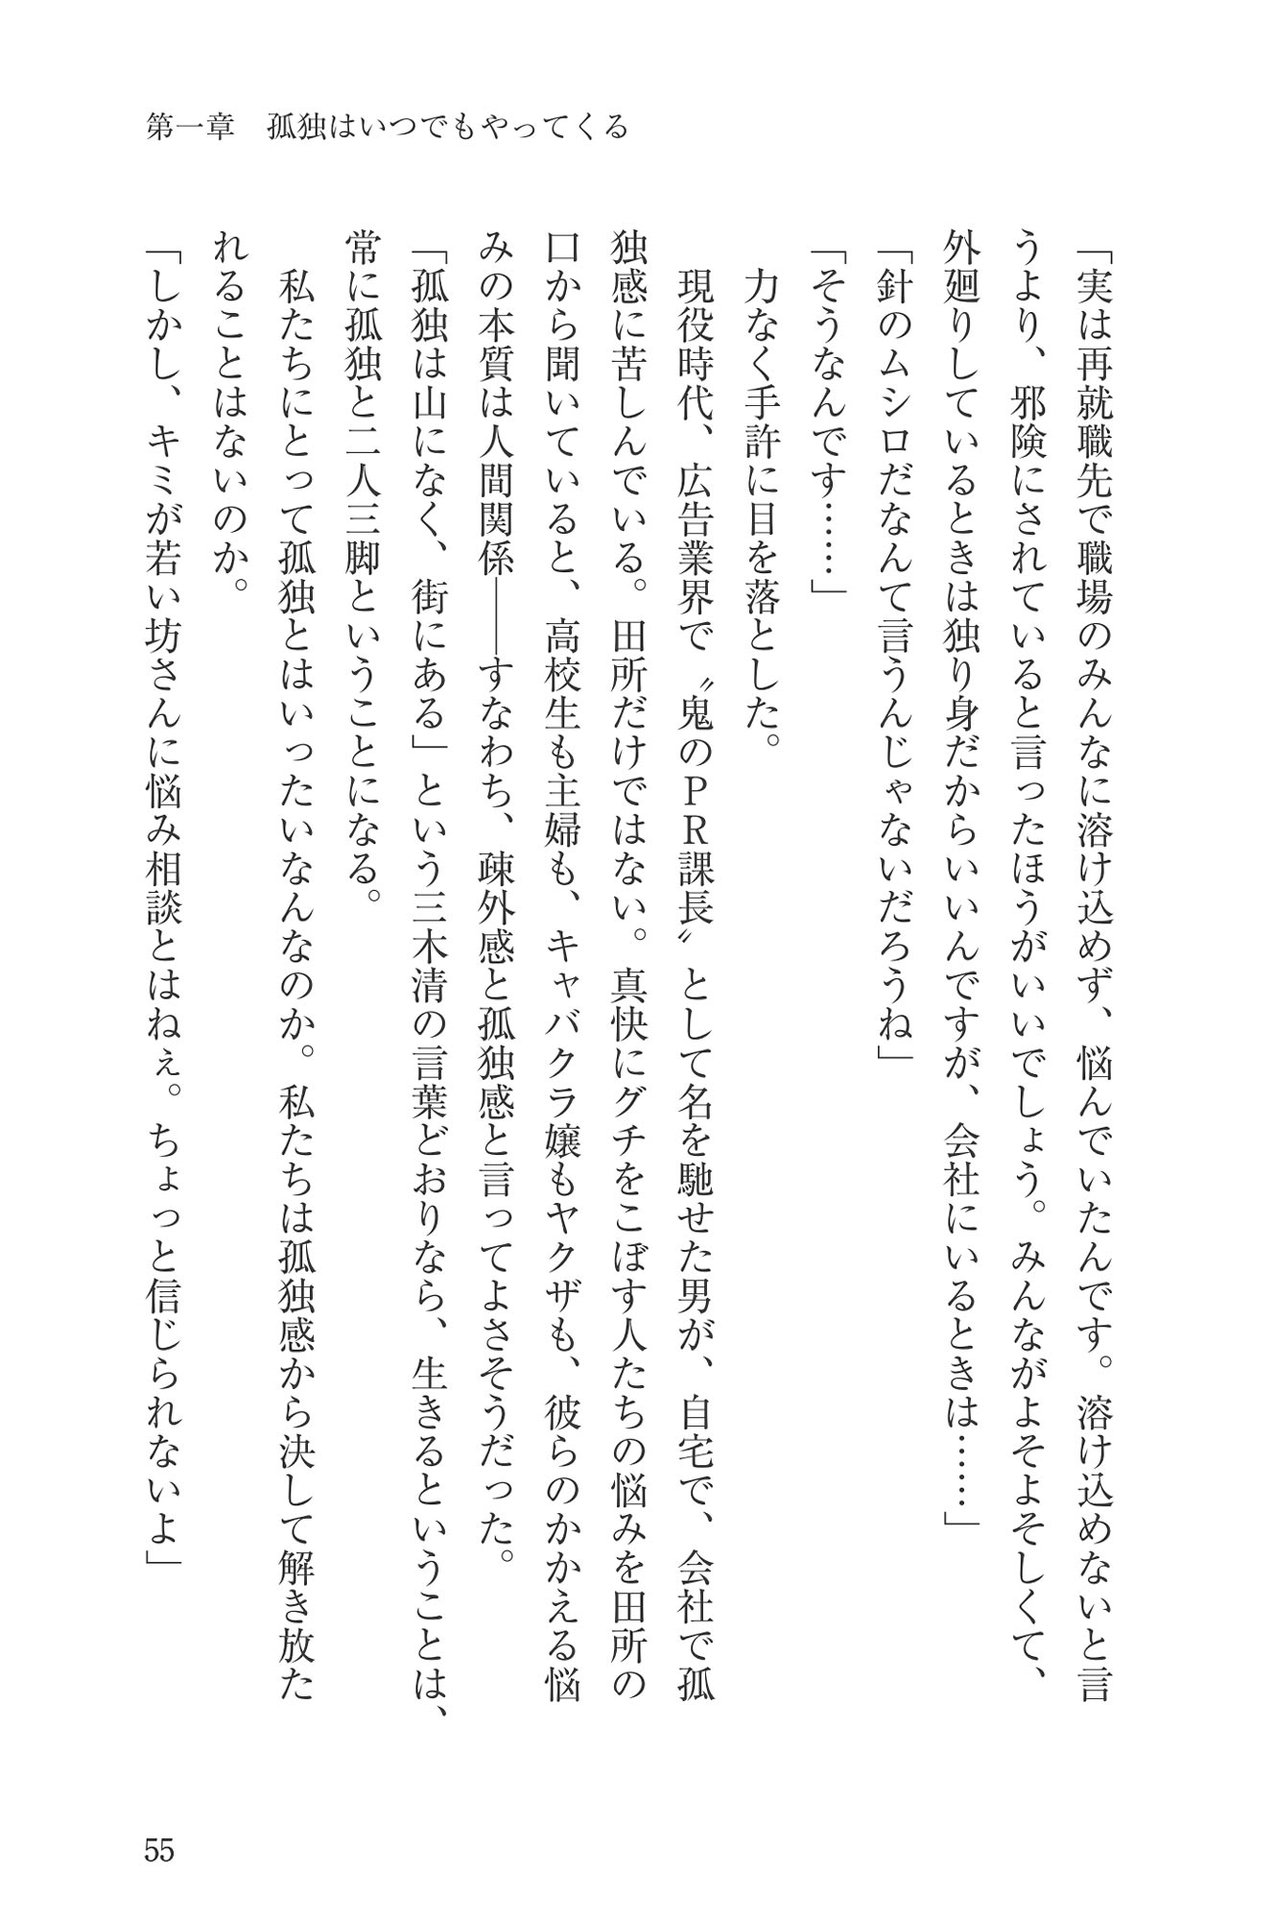 第一章　孤独はいつでもやってくる
「実は再就職先で職場のみんなに溶け込めず、悩んでいたんです。溶け込めないと言
うより、邪険にされていると言ったほうがいいでしょう。みんながよそよそしくて、
外廻りしているときは独り身だからいいんですが、会社にいるときは……」
「針のムシロだなんて言うんじゃないだろうね」
「そうなんです……」
　力なく手許に目を落とした。
　現役時代、広告業界で〝鬼のＰＲ課長〟として名を馳せた男が、自宅で、会社で孤
独感に苦しんでいる。田所だけではない。真快にグチをこぼす人たちの悩みを田所の
口から聞いていると、高校生も主婦も、キャバクラ嬢もヤクザも、彼らのかかえる悩
みの本質は人間関係――すなわち、疎外感と孤独感と言ってよさそうだった。
「孤独は山になく、街にある」という三木清の言葉どおりなら、生きるということは、
常に孤独と二人三脚ということになる。
　私たちにとって孤独とはいったいなんなのか。私たちは孤独感から決して解き放た
れることはないのか。
「しかし、キミが若い坊さんに悩み相談とはねぇ。ちょっと信じられないよ」
55